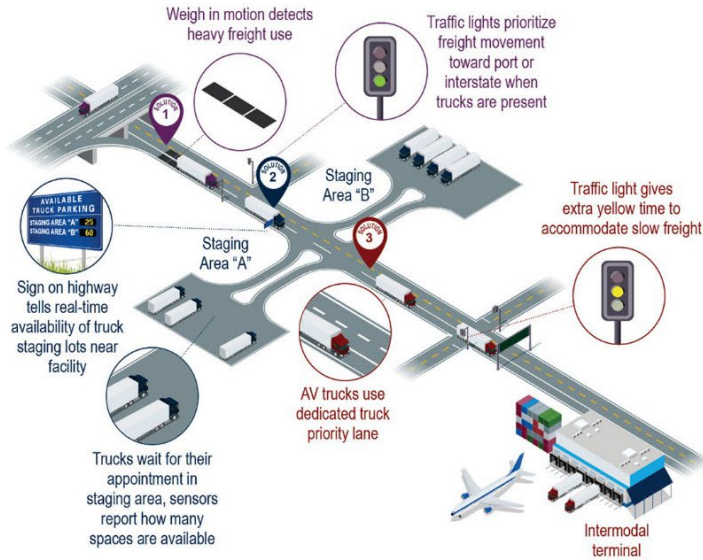 Weigh in motion detects
heavy freight use
Traffic lights prioritize
freight movement
toward port or
interstate when
trucks are present
SOLUTION
1
SOLUTION
2
Staging
Area "B"
AVAILABLE
TRUCK PARKING
STAGING AREA "A" 25
STAGING AREA "B" 60
Staging
Area "A"
SOLUTION
3
Traffic light gives
extra yellow time to
accommodate slow freight
Sign on highway
tells real-time
availability of truck
staging lots near
facility
AV trucks use
dedicated truck
priority lane
Trucks wait for their
appointment in
staging area, sensors
report how many
spaces are available
Intermodal
terminal